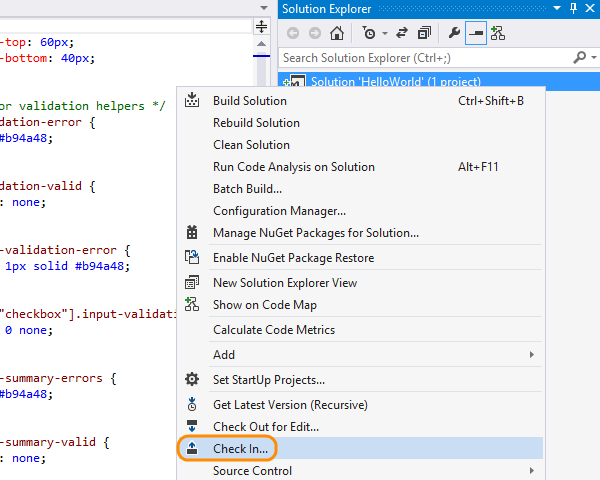 Solution Explorer
-top: 60px;
-bottom: 40px;
Search Solution Explorer (Ctrl+;)
Solution 'HelloWorld' (1 project)
or validation helpers */
dation-error {
#b94a48;
dation-valid {
: none;
-validation-error {
1px solid #b94a48;
"checkbox"].input-validati
0 none;
-summary-errors {
#b94a48;
-summary-valid {
: none;
Build Solution Ctrl+Shift+B
Rebuild Solution
Clean Solution
Run Code Analysis on Solution Alt+F11
Batch Build...
Configuration Manager...
Manage NuGet Packages for Solution...
Enable NuGet Package Restore
New Solution Explorer View
Show on Code Map
Calculate Code Metrics
Add
Set StartUp Projects...
Get Latest Version (Recursive)
Check Out for Edit...
Check In...
Source Control